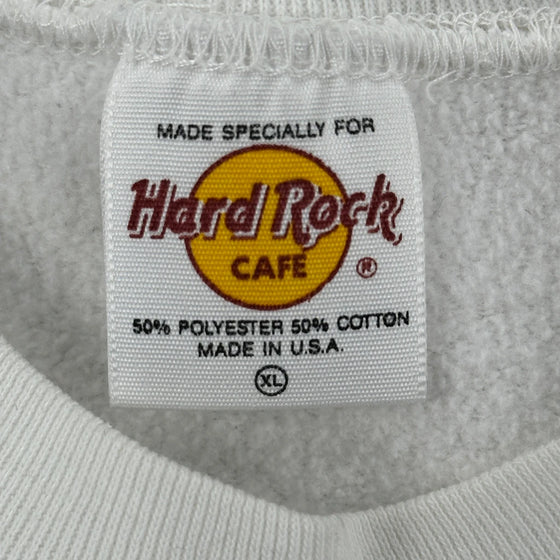 MADE SPECIALLY FOR
Hard Rock
CAFE ®
50% POLYESTER 50% COTTON
MADE IN U.S.A.
XL